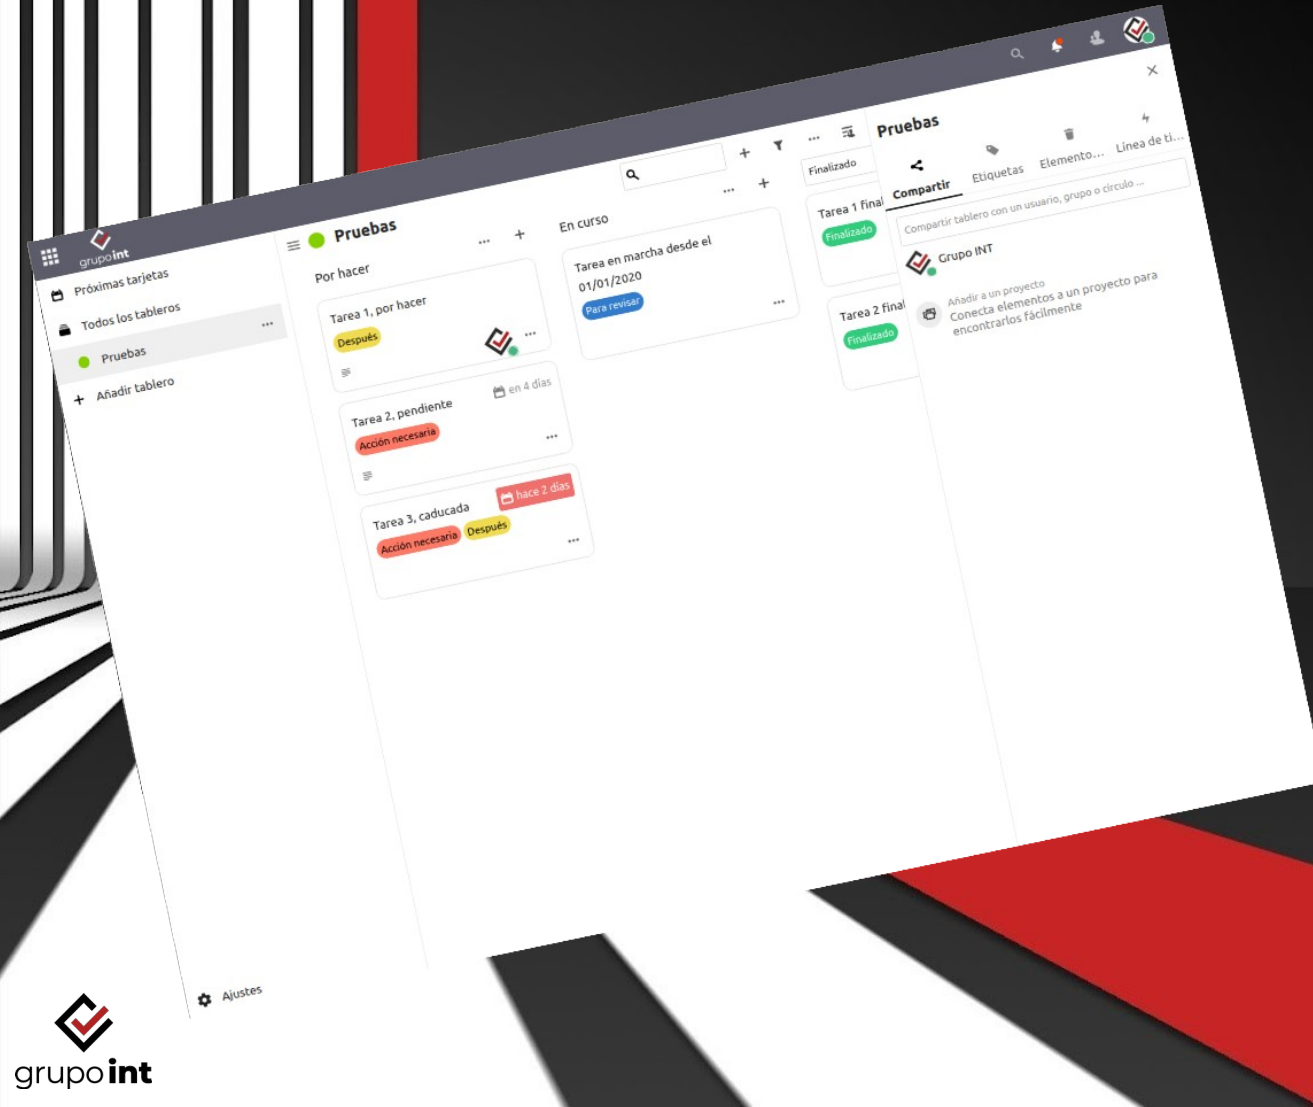 grupoint
Próximas tarjetas
Todos los tableros
Pruebas
Añadir tablero
Ajustes
Pruebas
Por hacer
Tarea 1, por hacer
Después
Tarea 2, pendiente
en 4 días
Acción necesaria
Tarea 3, caducada
hace 2 días
Acción necesaria
Después
En curso
Tarea en marcha desde el
01/01/2020
Para revisar
Finalizado
Tarea 1 final
Finalizado
Tarea 2 final
Finalizado
Pruebas
Compartir
Etiquetas
Elemento...
Línea de ti...
Compartir tablero con un usuario, grupo o círculo ...
Grupo INT
Añadir a un proyecto
Conecta elementos a un proyecto para
encontrarlos fácilmente
grupoint